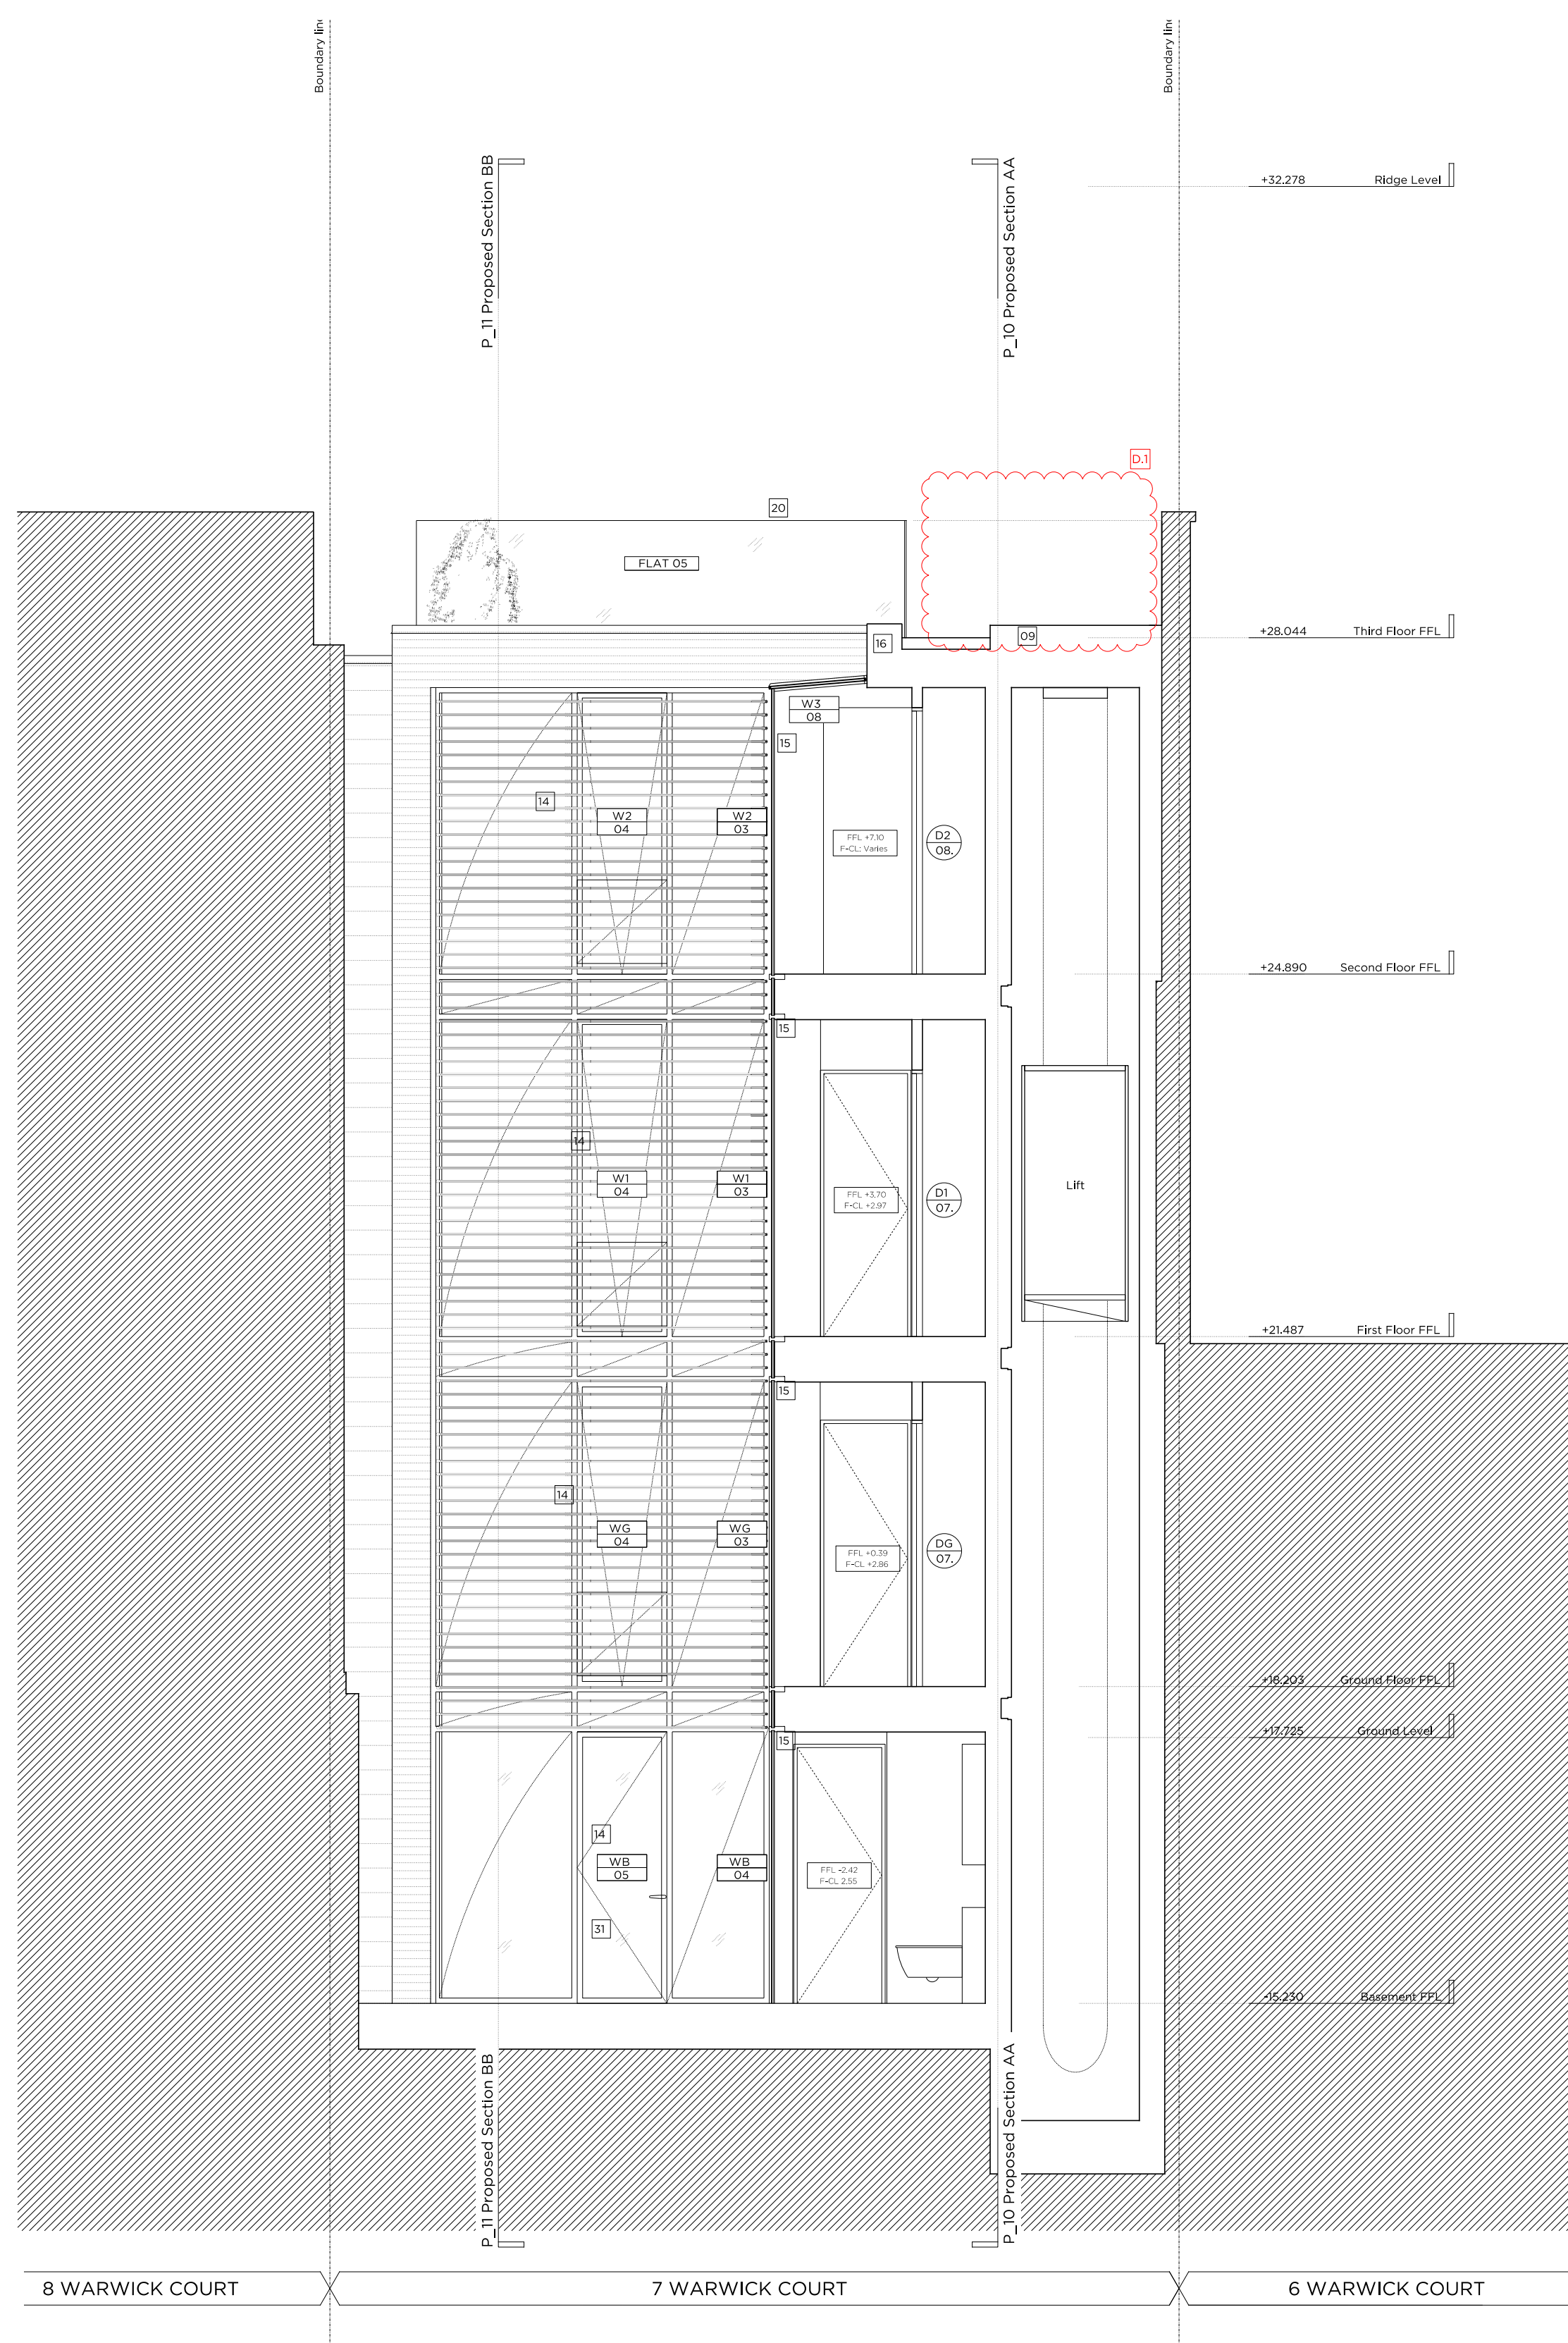 Boundary line
Boundary line
P_11 Proposed Section BB
P_10 Proposed Section AA
+32.278 Ridge Level
D.1
20
FLAT 05
16
09
+28.044 Third Floor FFL
W3
08
15
14
W2
04
W2
03
FFL +7.10
F-CL: Varies
D2
08.
+24.890 Second Floor FFL
15
14
W1
04
W1
03
FFL +3.70
F-CL +2.97
D1
07.
Lift
+21.487 First Floor FFL
15
14
WG
04
WG
03
FFL +0.39
F-CL +2.86
DG
07.
+18.203 Ground Floor FFL
+17.725 Ground Level
15
14
WB
05
WB
04
FFL -2.42
F-CL 2.55
31
-15.230 Basement FFL
P_11 Proposed Section BB
P_10 Proposed Section AA
8 WARWICK COURT
7 WARWICK COURT
6 WARWICK COURT